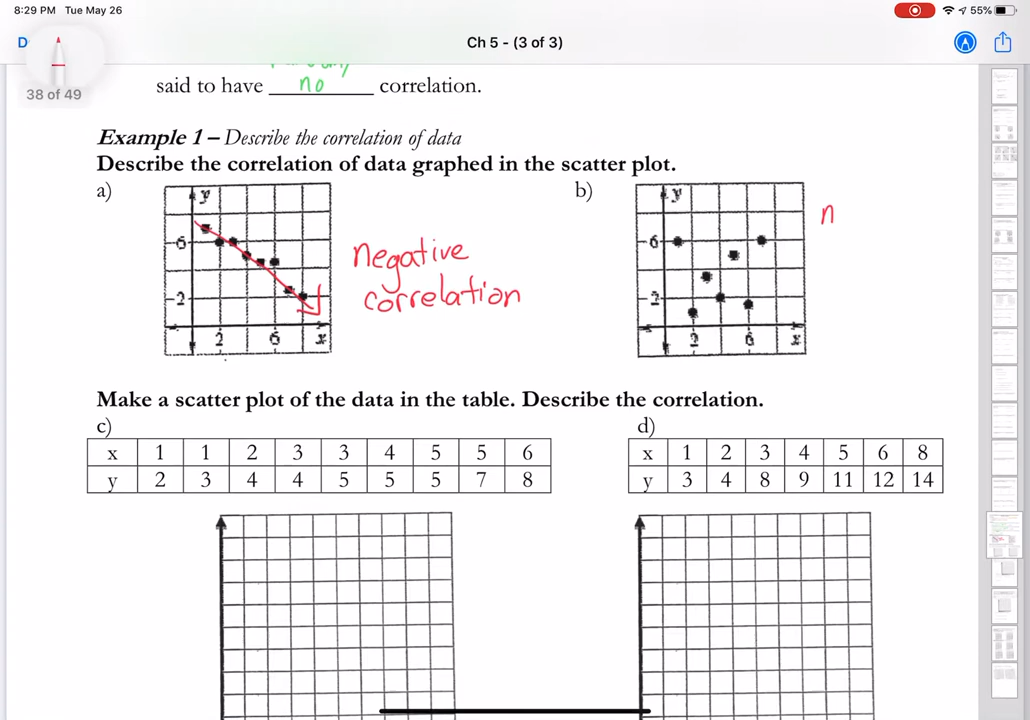 8:29 PM Tue May 26
55%
D
Ch 5 - (3 of 3)
38 of 49
said to have no correlation.
Example 1 – Describe the correlation of data
Describe the correlation of data graphed in the scatter plot.
a)
b)
y
6
2
2
6
x
negative
correlation
y
6
2
2
6
x
n
Make a scatter plot of the data in the table. Describe the correlation.
c)
x 1 1 2 3 3 4 5 5 6
y 2 3 4 4 5 5 5 7 8
d)
x 1 2 3 4 5 6 8
y 3 4 8 9 11 12 14